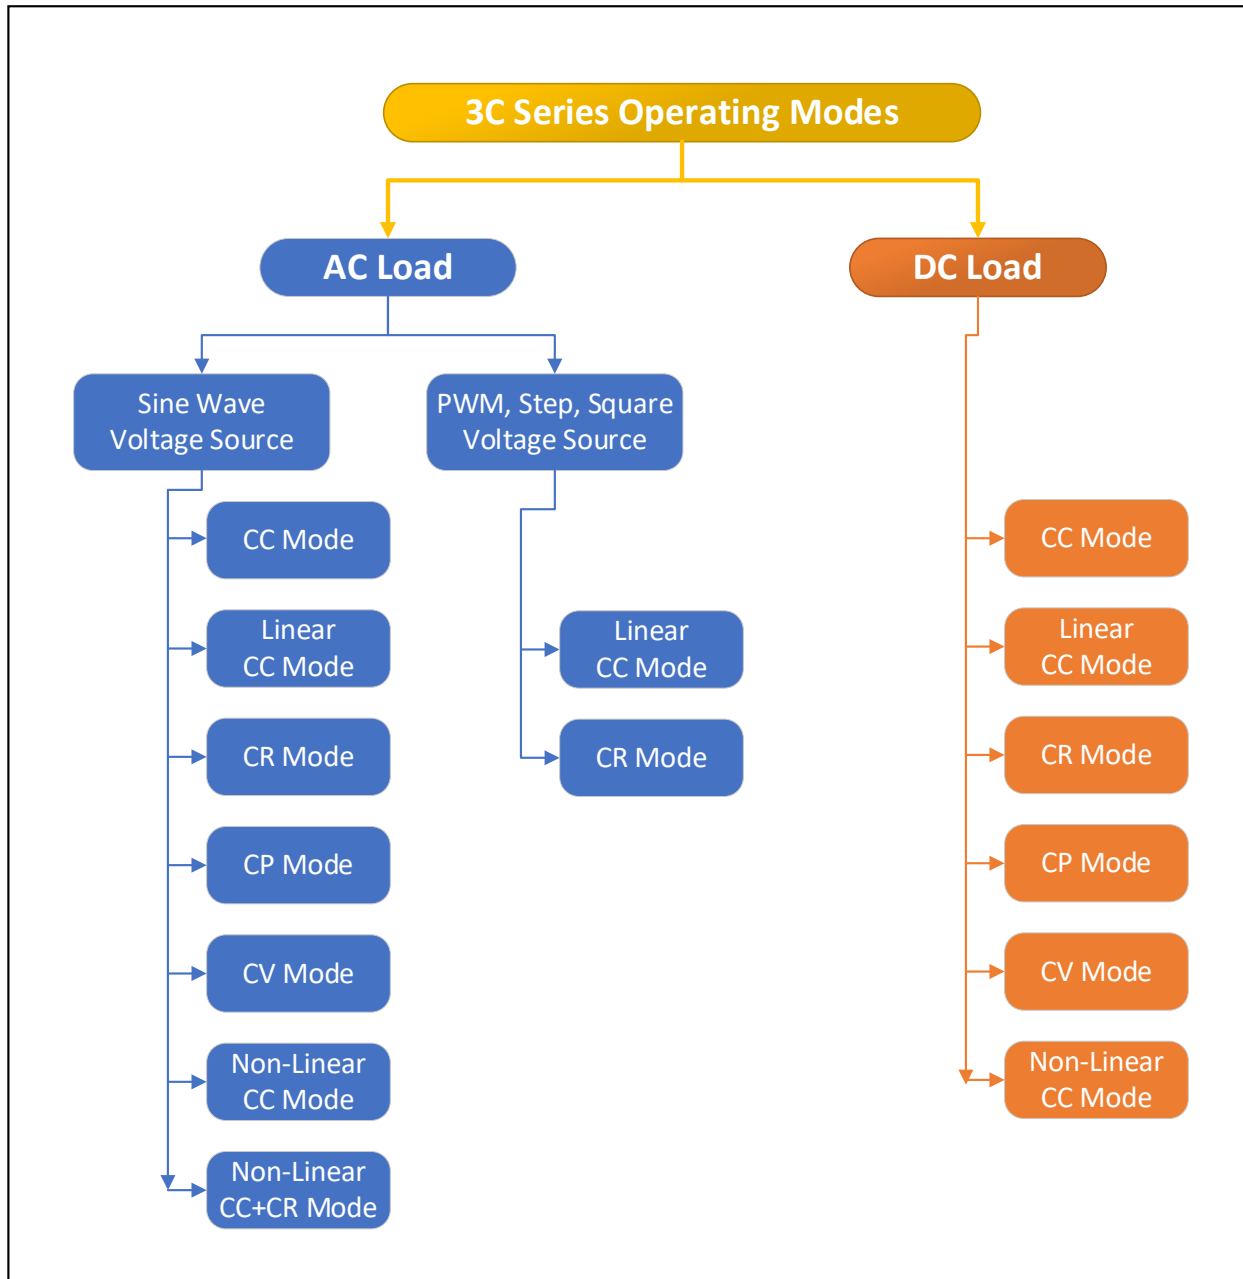 3C Series Operating Modes
AC Load
DC Load
Sine Wave
Voltage Source
PWM, Step, Square
Voltage Source
CC Mode
Linear
CC Mode
CR Mode
CP Mode
CV Mode
Non-Linear
CC Mode
Non-Linear
CC+CR Mode
Linear
CC Mode
CR Mode
CC Mode
Linear
CC Mode
CR Mode
CP Mode
CV Mode
Non-Linear
CC Mode